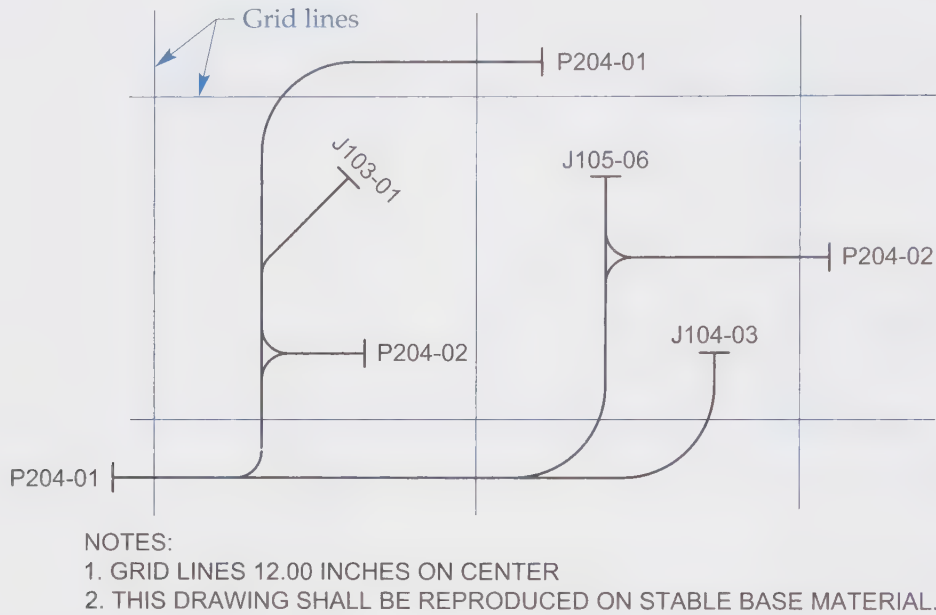 Grid lines
P204-01
J103-01
J105-06
P204-02
J104-03
P204-02
P204-01
NOTES:
1. GRID LINES 12.00 INCHES ON CENTER
2. THIS DRAWING SHALL BE REPRODUCED ON STABLE BASE MATERIAL.